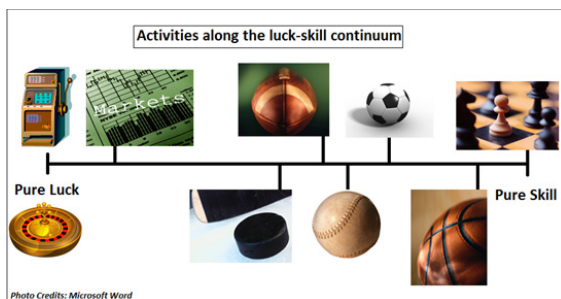 Activities along the luck-skill continuum
Markets
Pure Luck
Pure Skill
Photo Credits: Microsoft Word